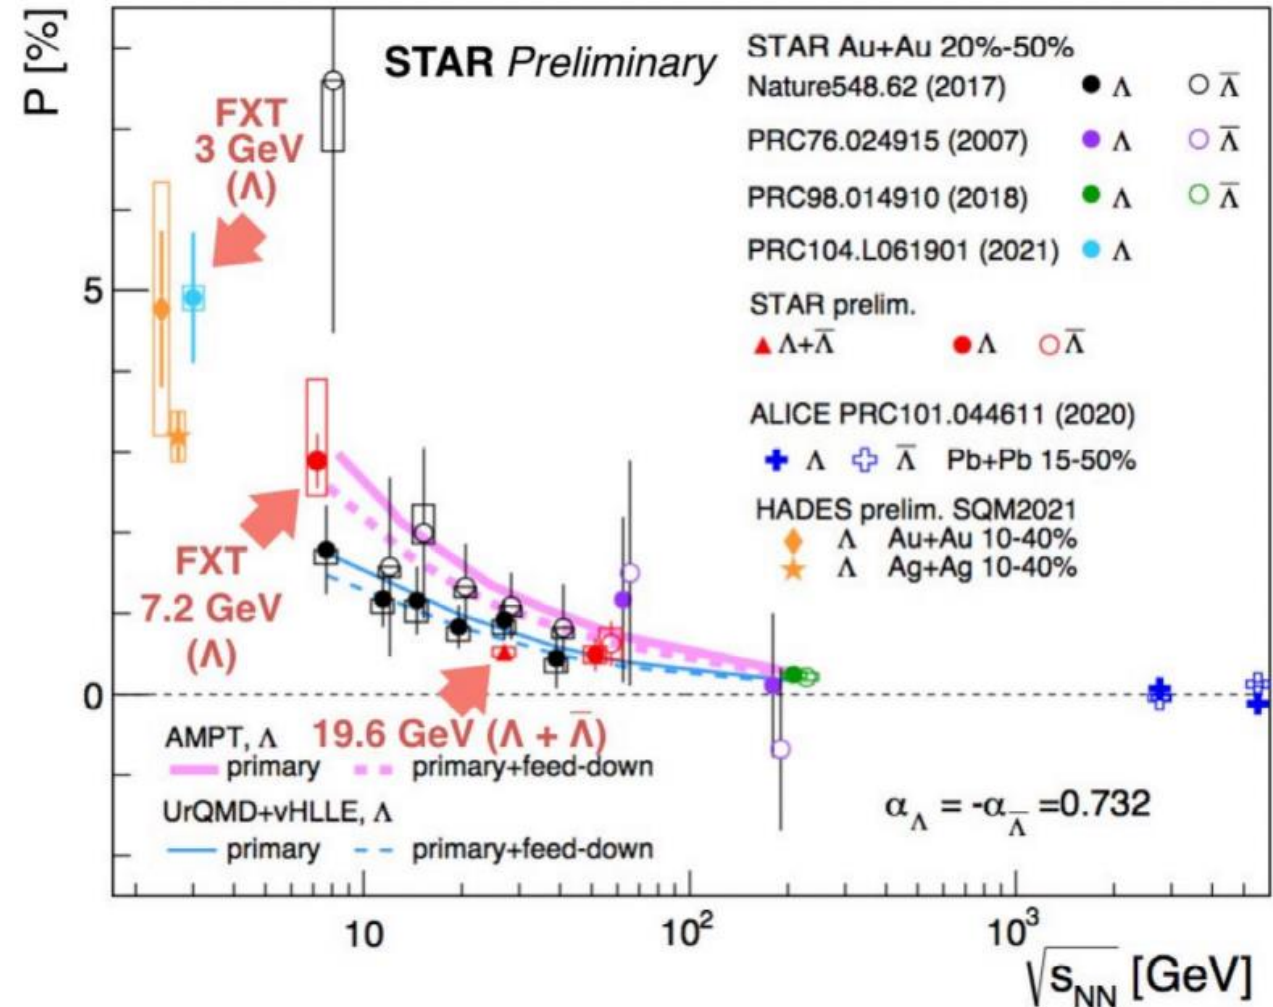 P [%]
5
0
STAR Preliminary
FXT
3 GeV
(Λ)
STAR Au+Au 20%-50%
Nature548.62 (2017) Λ Λ̅
PRC76.024915 (2007) Λ Λ̅
PRC98.014910 (2018) Λ Λ̅
PRC104.L061901 (2021) Λ
STAR prelim.
Λ+Λ̅ Λ Λ̅
ALICE PRC101.044611 (2020)
Λ Λ̅ Pb+Pb 15-50%
HADES prelim. SQM2021
Λ Au+Au 10-40%
Λ Ag+Ag 10-40%
FXT
7.2 GeV
(Λ)
19.6 GeV (Λ + Λ̅)
AMPT, Λ
primary primary+feed-down
UrQMD+vHLLE, Λ
primary primary+feed-down
α_Λ = -α_Λ̅ =0.732
10 10² 10³
√s_NN [GeV]